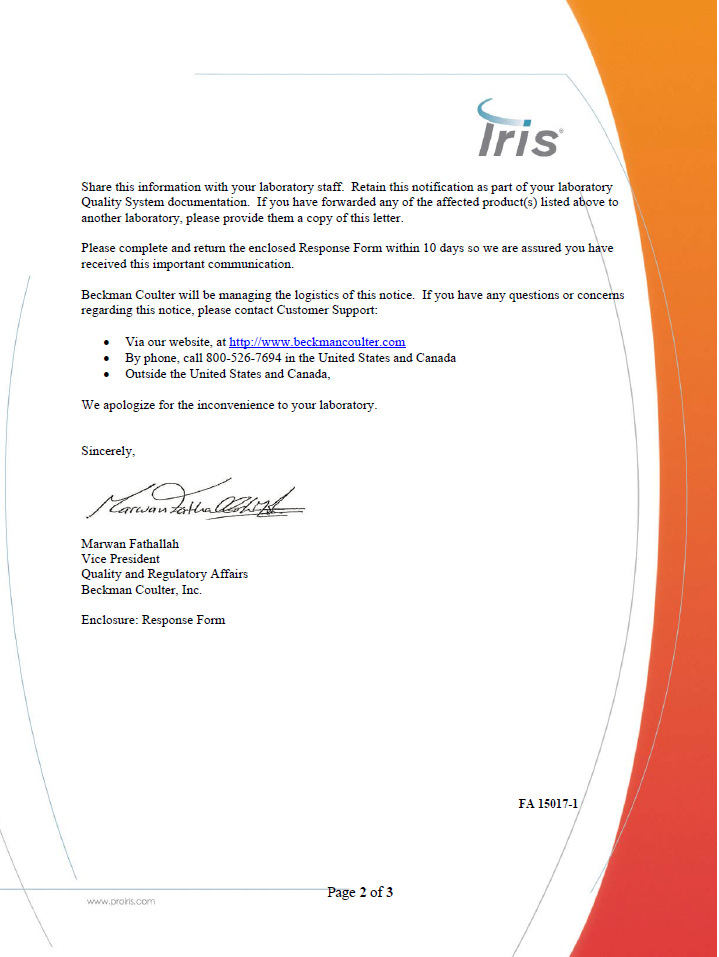 Iris®
Share this information with your laboratory staff.  Retain this notification as part of your laboratory
Quality System documentation.  If you have forwarded any of the affected product(s) listed above to
another laboratory, please provide them a copy of this letter.
Please complete and return the enclosed Response Form within 10 days so we are assured you have
received this important communication.
Beckman Coulter will be managing the logistics of this notice.  If you have any questions or concerns
regarding this notice, please contact Customer Support:
• Via our website, at http://www.beckmancoulter.com
• By phone, call 800-526-7694 in the United States and Canada
• Outside the United States and Canada,
We apologize for the inconvenience to your laboratory.
Sincerely,
Marwan Fathallah
Marwan Fathallah
Vice President
Quality and Regulatory Affairs
Beckman Coulter, Inc.
Enclosure: Response Form
FA 15017-1
Page 2 of 3
www.proiris.com